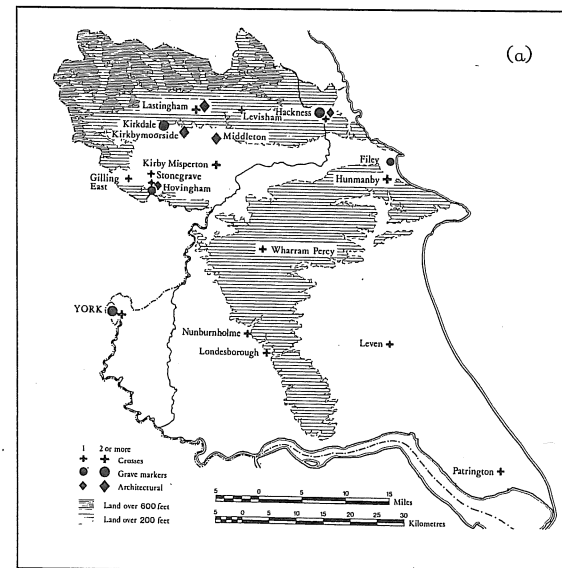 (a)
Lastingham
Hackness
Levisham
Kirkdale
Kirkbymoorside
Middleton
Filey
Kirby Misperton
Stonegrave
Gilling
East
Hovingham
Hunmanby
Wharram Percy
YORK
Nunburnholme
Londesborough
Leven
Patrington
1 2 or more
Crosses
Grave markers
Architectural
Land over 600 feet
Land over 200 feet
5 0 5 10 15
Miles
5 0 5 10 15 20 25 30
Kilometres